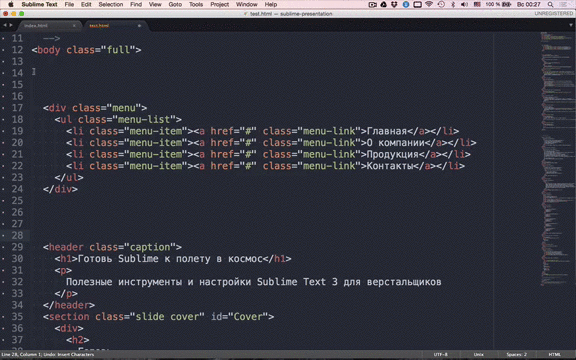 Sublime Text File Edit Selection Find View Goto Tools Project Window Help 100 % Вс 00:27
test.html — sublime-presentation
UNREGISTERED
index.html test.html
11 -->
12 <body class="full">
13
14
15
16
17 <div class="menu">
18 <ul class="menu-list">
19 <li class="menu-item"><a href="#" class="menu-link">Главная</a></li>
20 <li class="menu-item"><a href="#" class="menu-link">О компании</a></li>
21 <li class="menu-item"><a href="#" class="menu-link">Продукция</a></li>
22 <li class="menu-item"><a href="#" class="menu-link">Контакты</a></li>
23 </ul>
24 </div>
25
26
27
28
29 <header class="caption">
30 <h1>Готовь Sublime к полету в космос</h1>
31 <p>
32 Полезные инструменты и настройки Sublime Text 3 для верстальщиков
33 </p>
34 </header>
35 <section class="slide cover" id="Cover">
36 <div>
37 <h2>
38
Line 28, Column 1; Undo Insert Characters UTF-8 Unix Spaces: 2 HTML